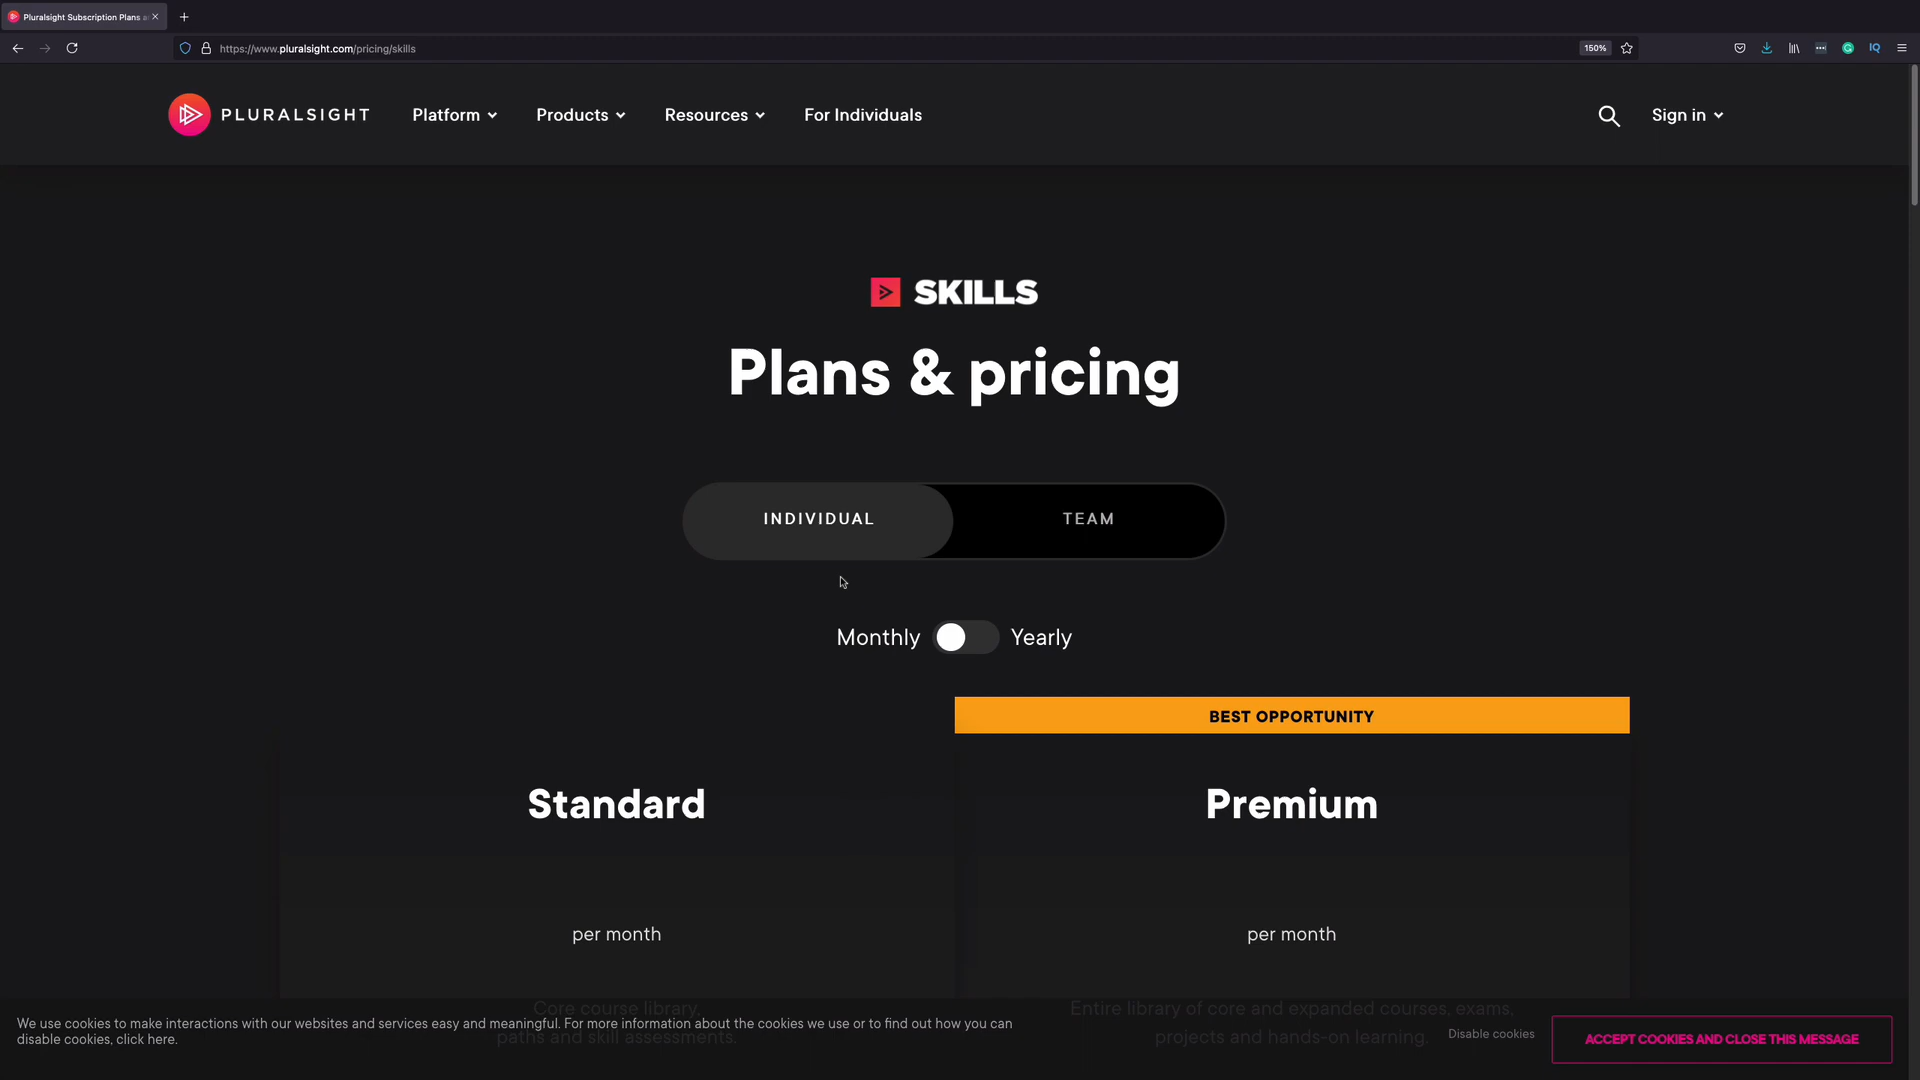 Pluralsight Subscription Plans a
https://www.pluralsight.com/pricing/skills
150%
IQ
PLURALSIGHT
Platform
Products
Resources
For Individuals
Sign in
SKILLS
Plans & pricing
INDIVIDUAL
TEAM
Monthly
Yearly
BEST OPPORTUNITY
Standard
Premium
per month
per month
Core course library,
paths and skill assessments.
Entire library of core and expanded courses, exams,
projects and hands-on learning.
We use cookies to make interactions with our websites and services easy and meaningful. For more information about the cookies we use or to find out how you can
disable cookies, click here.
Disable cookies
ACCEPT COOKIES AND CLOSE THIS MESSAGE